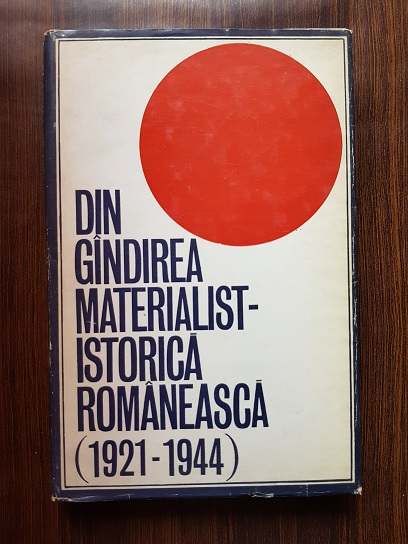 DIN
GÎNDIREA
MATERIALIST-
ISTORICĂ
ROMÂNEASCĂ
(1921-1944)